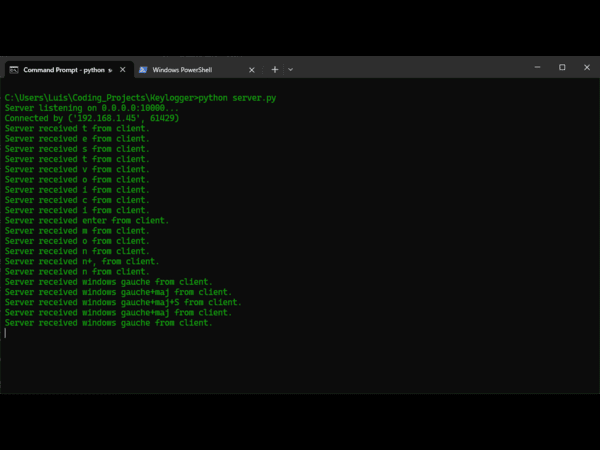 Command Prompt - python s
Windows PowerShell
C:\Users\Luis\Coding_Projects\Keylogger>python server.py
Server listening on 0.0.0.0:10000...
Connected by ('192.168.1.45', 61429)
Server received t from client.
Server received e from client.
Server received s from client.
Server received t from client.
Server received v from client.
Server received o from client.
Server received i from client.
Server received c from client.
Server received i from client.
Server received enter from client.
Server received m from client.
Server received o from client.
Server received n from client.
Server received n+, from client.
Server received n from client.
Server received windows gauche from client.
Server received windows gauche+maj from client.
Server received windows gauche+maj+S from client.
Server received windows gauche+maj from client.
Server received windows gauche from client.